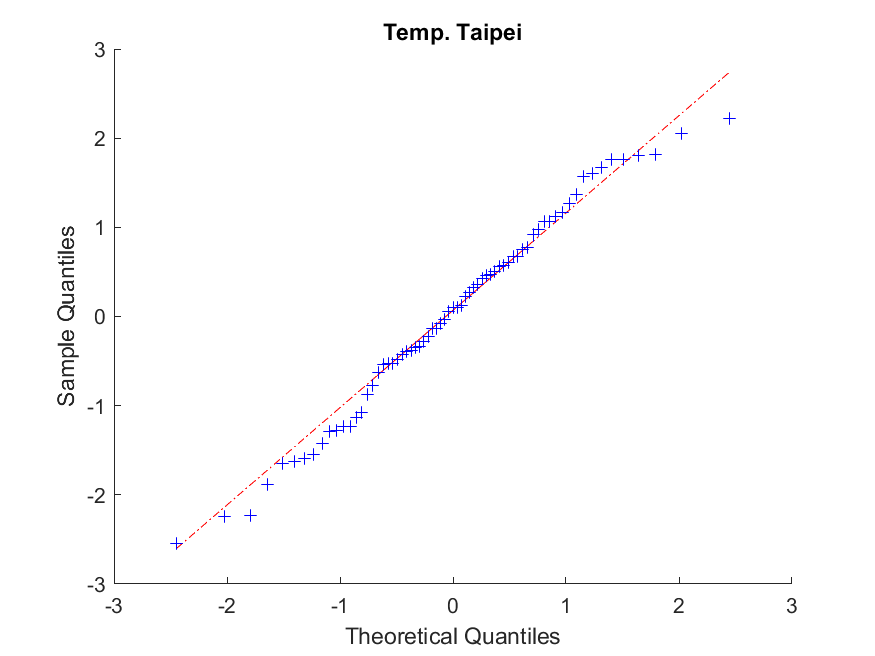 Temp. Taipei
3
2
1
0
-1
-2
-3
Sample Quantiles
-3 -2 -1 0 1 2 3
Theoretical Quantiles